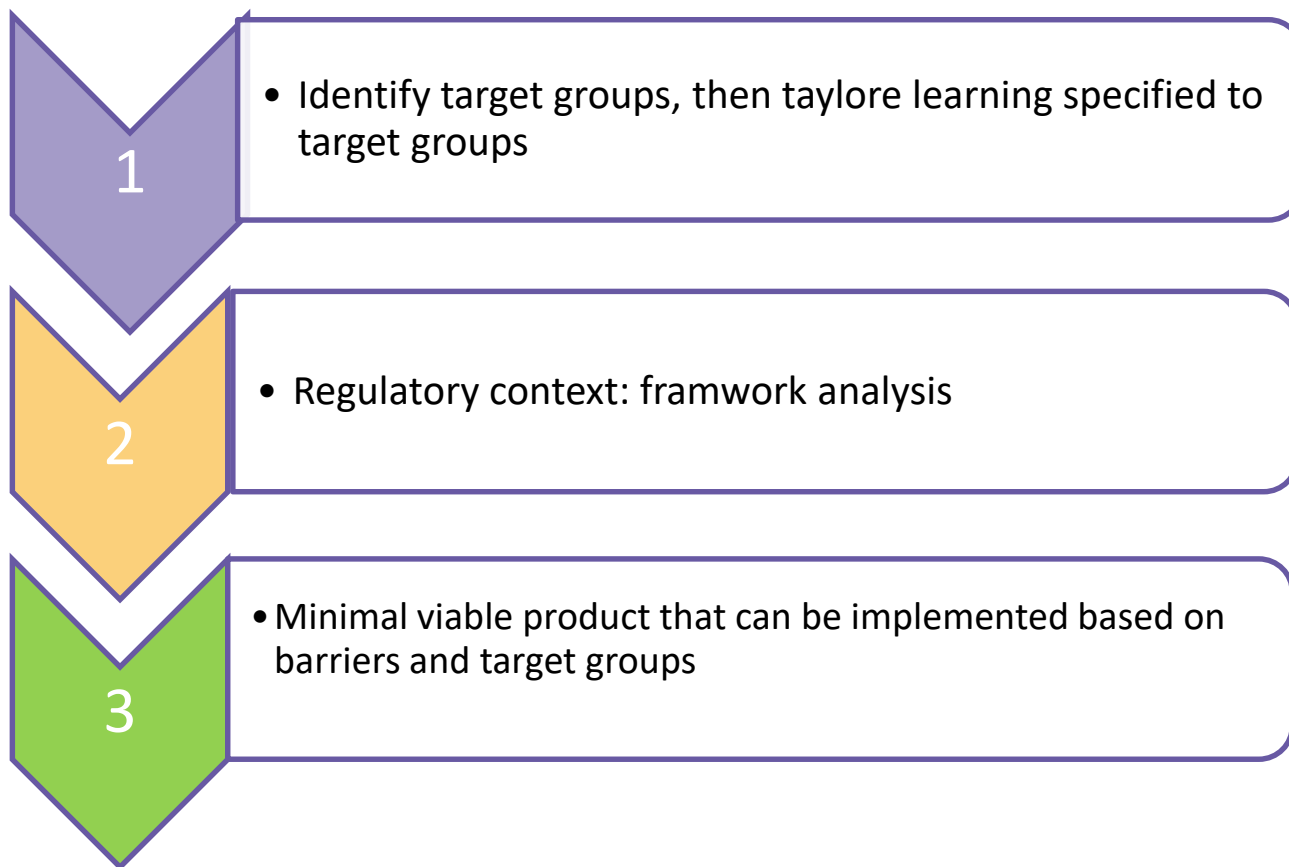 1
• Identify target groups, then taylore learning specified to
target groups
2
• Regulatory context: framwork analysis
3
• Minimal viable product that can be implemented based on
barriers and target groups